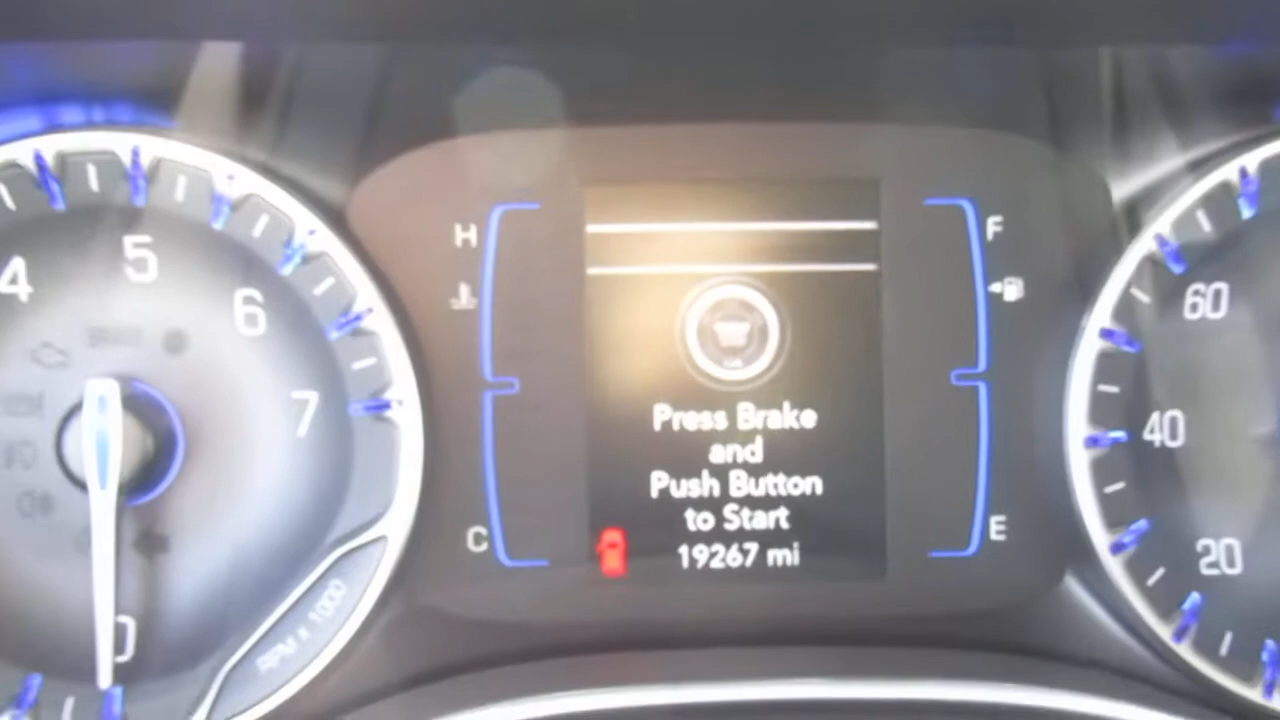 4
5
6
7
0
RPM x 1000
H
C
F
E
Press Brake
and
Push Button
to Start
19267 mi
60
40
20